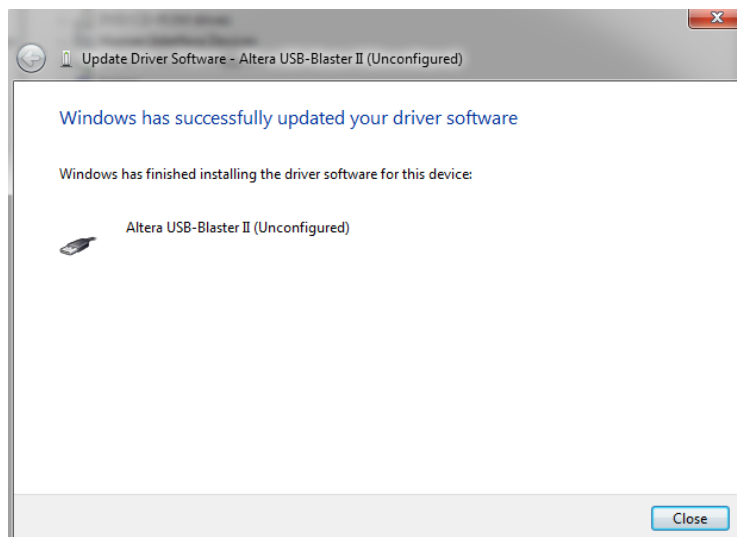 Update Driver Software - Altera USB-Blaster II (Unconfigured)
Windows has successfully updated your driver software
Windows has finished installing the driver software for this device:
Altera USB-Blaster II (Unconfigured)
Close